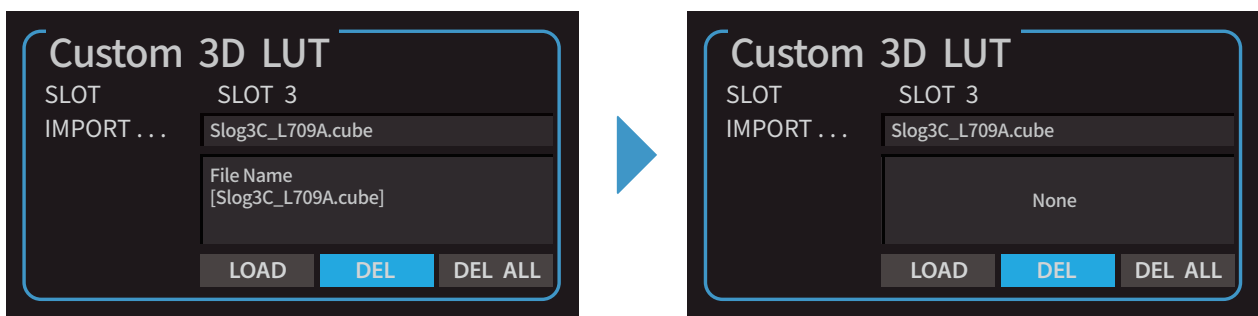 Custom 3D LUT
SLOT SLOT 3
IMPORT... Slog3C_L709A.cube
File Name
[Slog3C_L709A.cube]
LOAD DEL DEL ALL
Custom 3D LUT
SLOT SLOT 3
IMPORT... Slog3C_L709A.cube
None
LOAD DEL DEL ALL